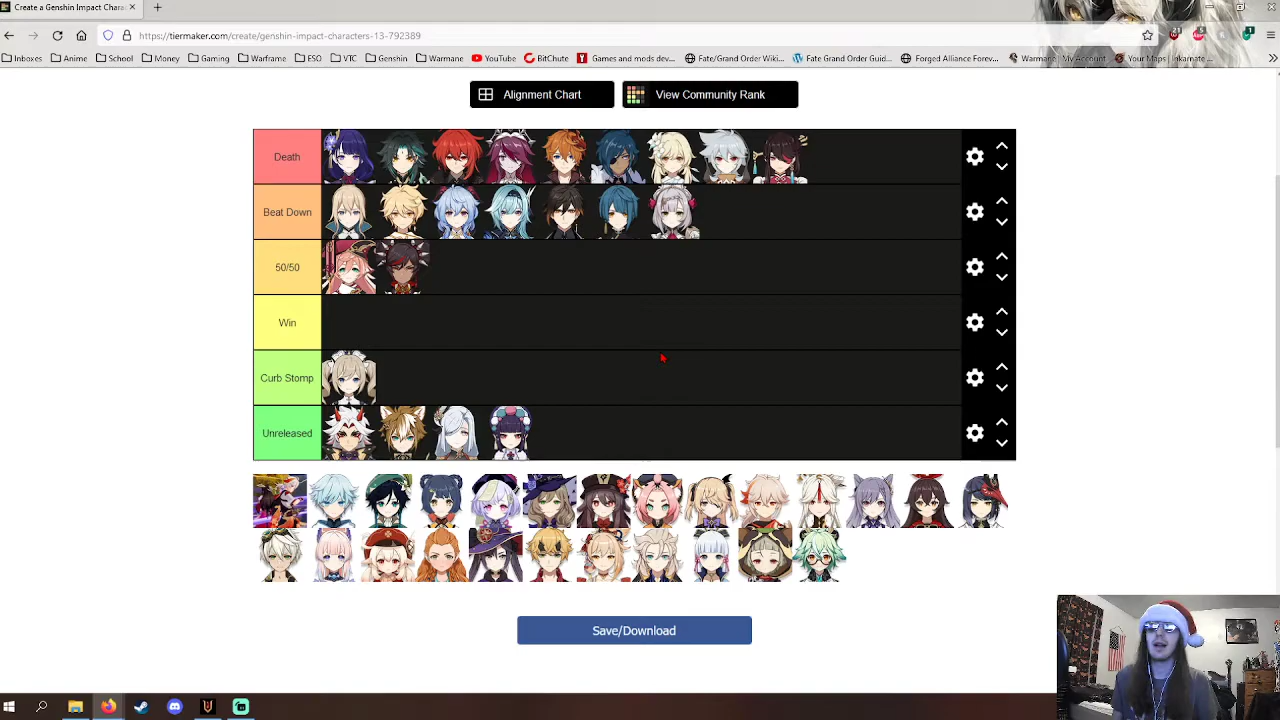 Create a Genshin Impact Charac
https://tiermaker.com/create/genshin-impact-characters-13-792389
Inboxes Anime School Money Gaming Warframe ESO VTC Genshin Warmane YouTube BitChute Games and mods dev... Fate/Grand Order Wiki... Fate Grand Order Guid... Forged Alliance Forev... Warmane | My Account Your Maps | Inkarnate ...
Alignment Chart View Community Rank
Death
Beat Down
50/50
Win
Curb Stomp
Unreleased
Save/Download